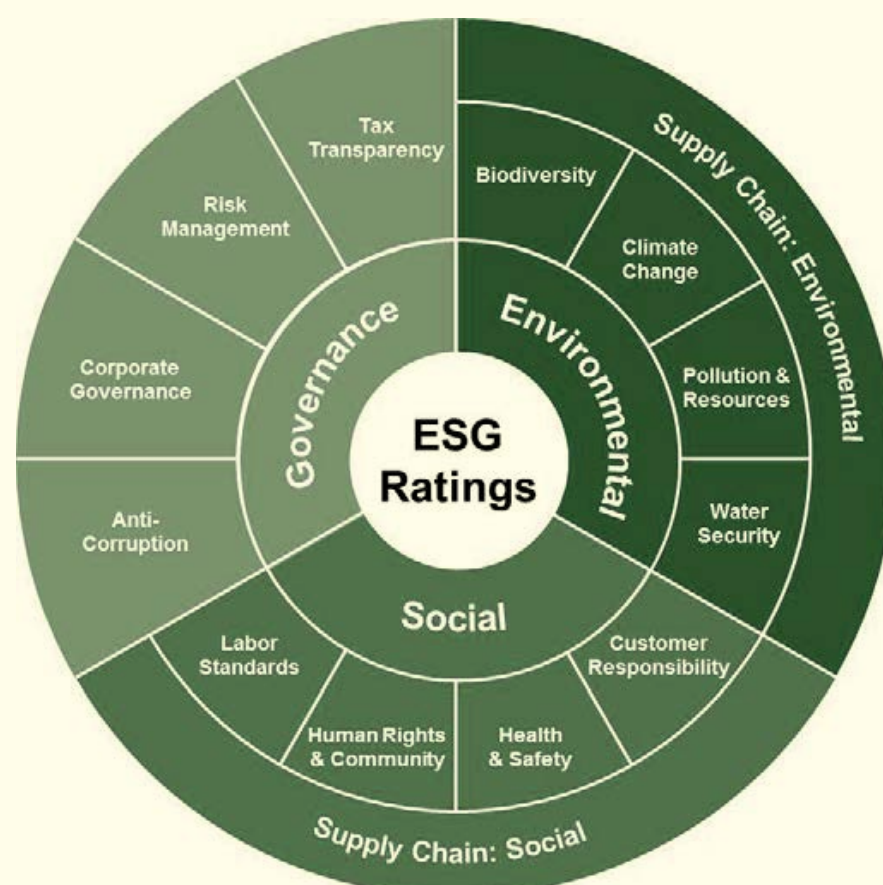 ESG
Ratings
Environmental
Biodiversity
Climate
Change
Pollution &
Resources
Water
Security
Supply Chain: Environmental
Social
Customer
Responsibility
Health
& Safety
Human Rights
& Community
Labor
Standards
Supply Chain: Social
Governance
Anti-
Corruption
Corporate
Governance
Risk
Management
Tax
Transparency